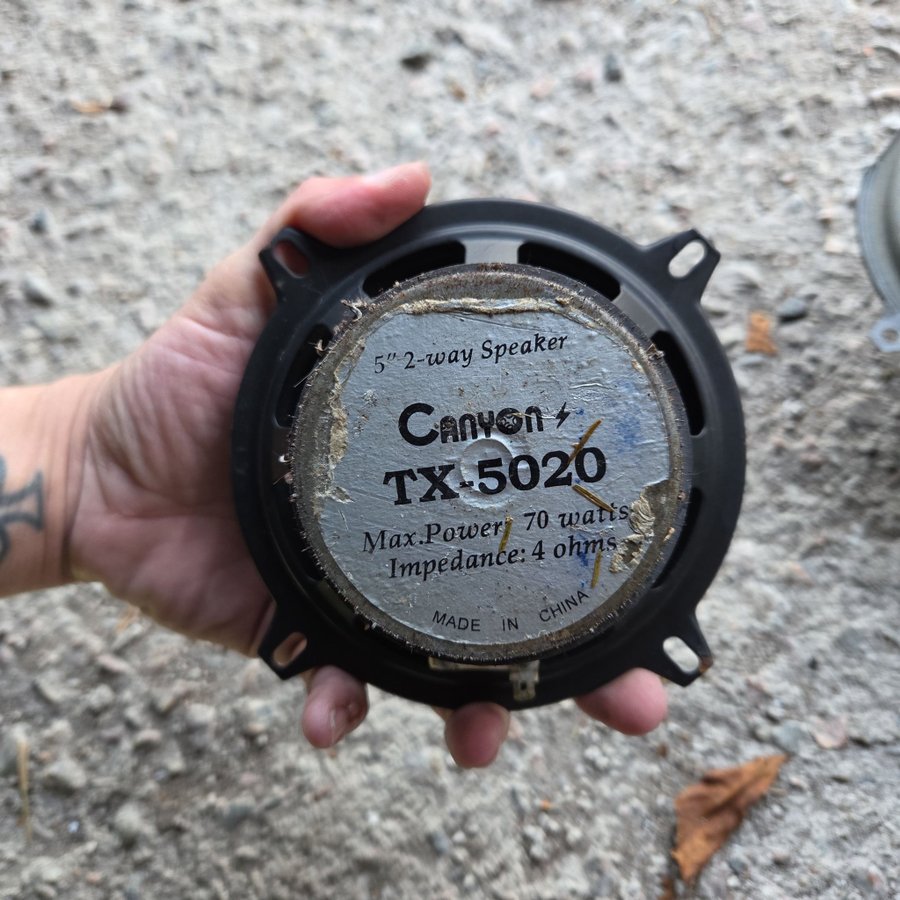 5" 2-way Speaker
CANYON
TX-5020
Max.Power: 70 watts
Impedance: 4 ohms
MADE IN CHINA